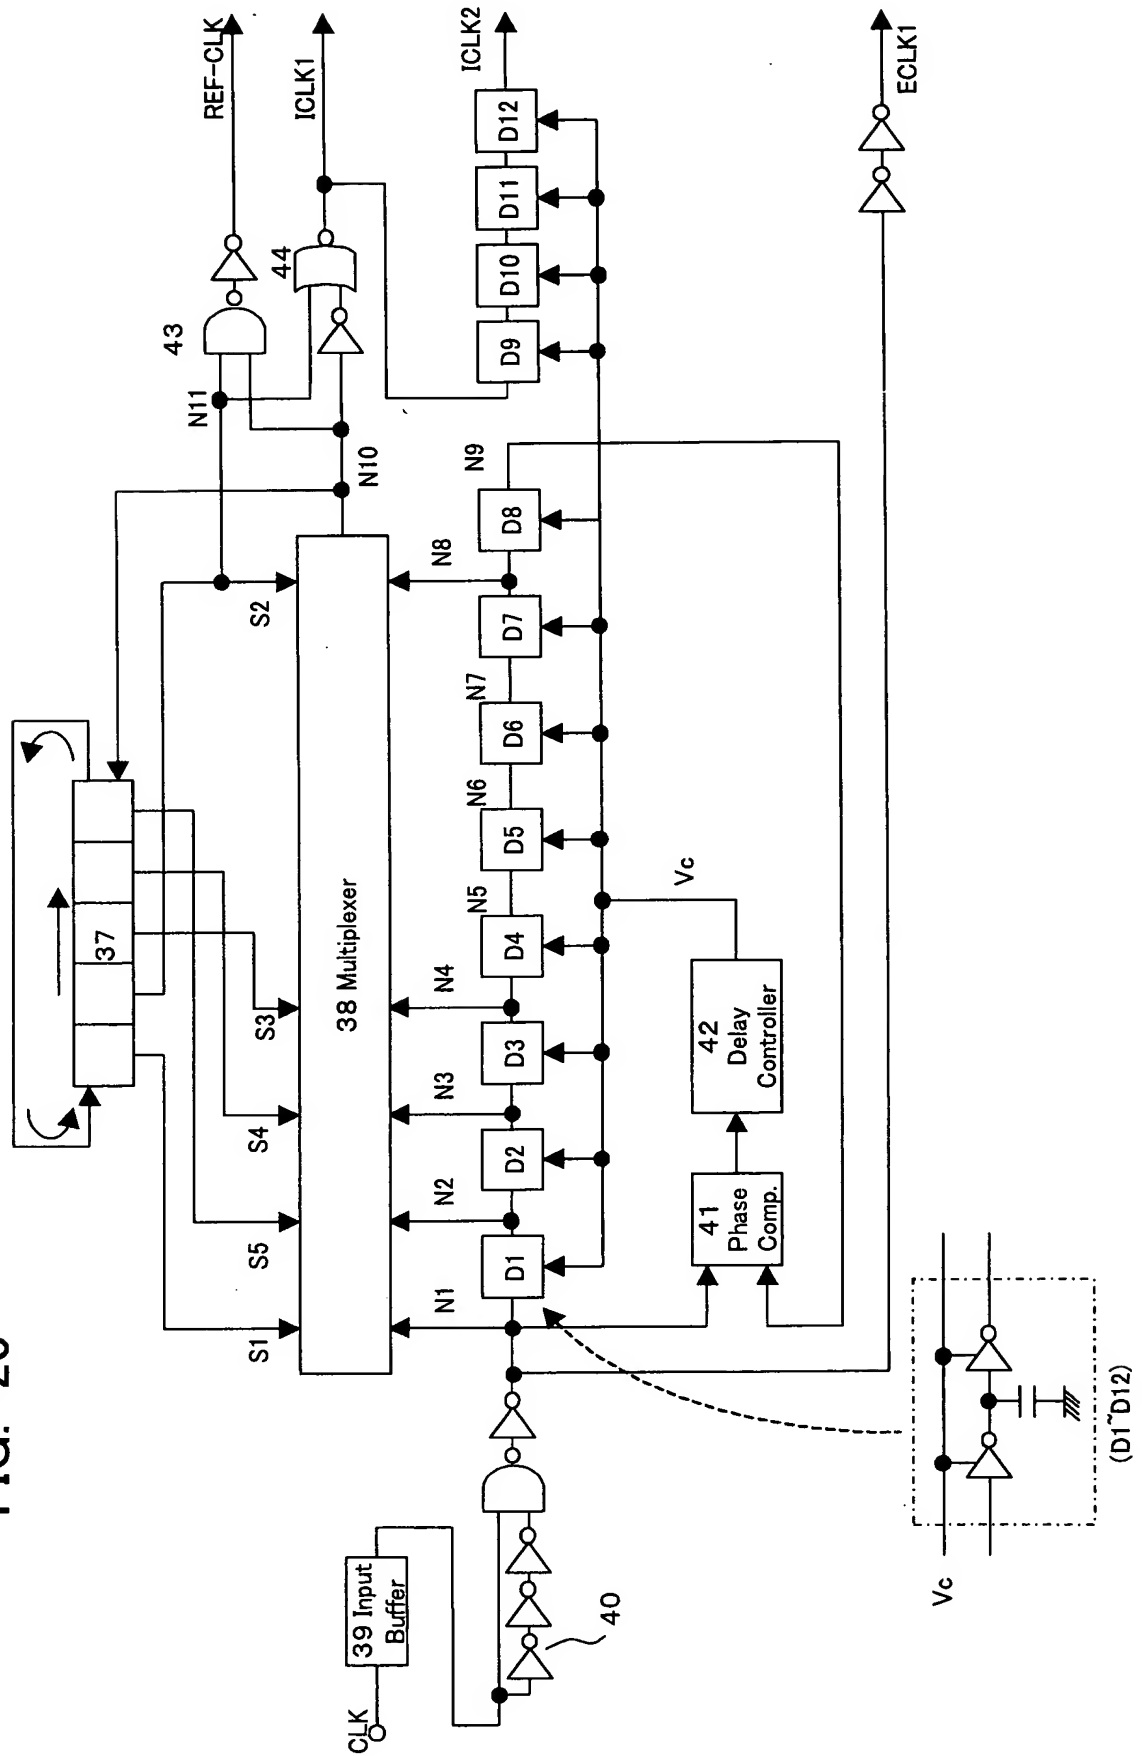 FIG.
37
REF-CLK
43
N11
S1
S5
S4
S3
S2
44
ICLK1
38 Multiplexer
N10
39 Input
Buffer
CLK
N1
N2
N3
N4
N5
N6
N7
N8
N9
ICLK2
D1
D2
D3
D4
D5
D6
D7
D8
D9
D10
D11
D12
40
Vc
41
Phase
Comp.
42
Delay
Controller
ECLK1
Vc
(D1~D12)